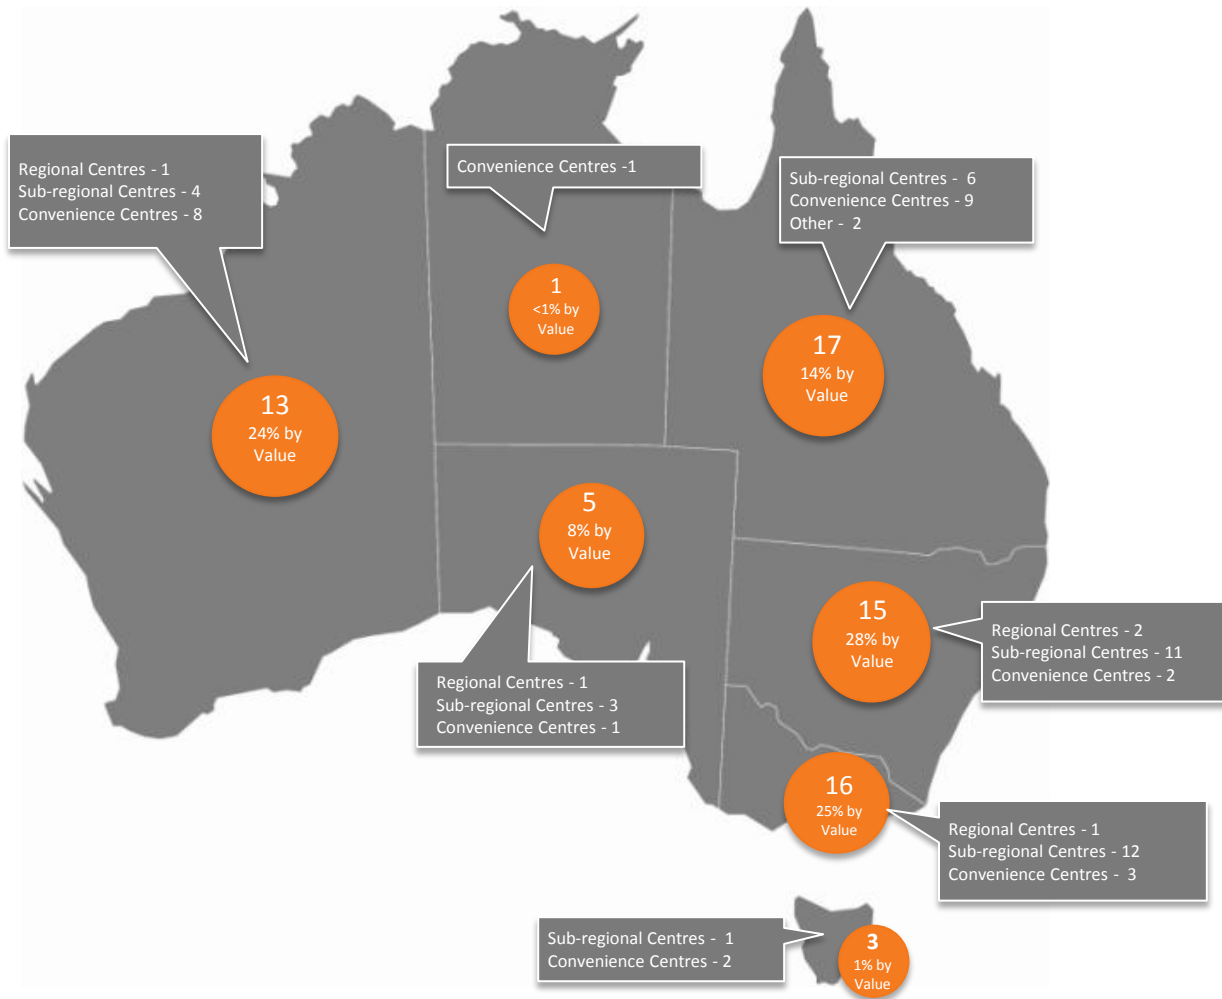 Regional Centres - 1
Sub-regional Centres - 4
Convenience Centres - 8
Convenience Centres -1
Sub-regional Centres - 6
Convenience Centres - 9
Other - 2
1
<1% by
Value
17
14% by
Value
13
24% by
Value
5
8% by
Value
15
28% by
Value
Regional Centres - 2
Sub-regional Centres - 11
Convenience Centres - 2
Regional Centres - 1
Sub-regional Centres - 3
Convenience Centres - 1
16
25% by
Value
Regional Centres - 1
Sub-regional Centres - 12
Convenience Centres - 3
Sub-regional Centres - 1
Convenience Centres - 2
3
1% by
Value